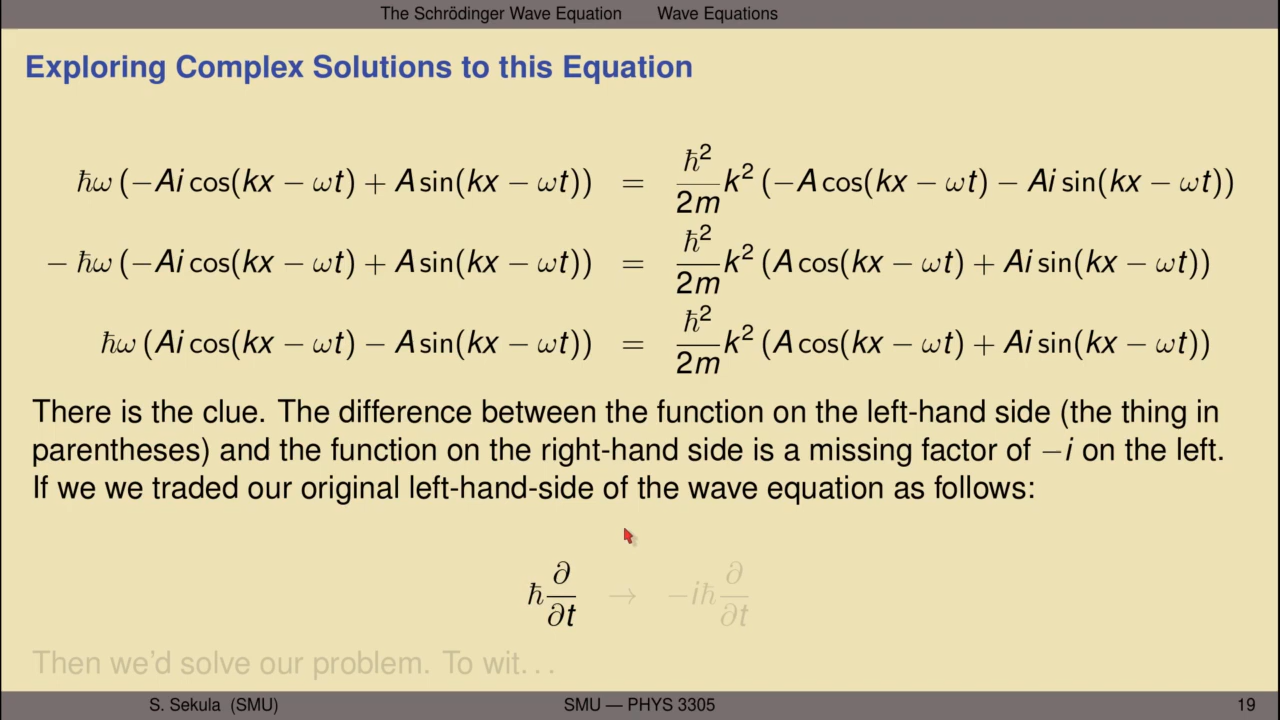 The Schrödinger Wave Equation Wave Equations
Exploring Complex Solutions to this Equation
ℏω (−Ai cos(kx − ωt) + A sin(kx − ωt)) = ℏ²/2m k² (−A cos(kx − ωt) − Ai sin(kx − ωt))
− ℏω (−Ai cos(kx − ωt) + A sin(kx − ωt)) = ℏ²/2m k² (A cos(kx − ωt) + Ai sin(kx − ωt))
ℏω (Ai cos(kx − ωt) − A sin(kx − ωt)) = ℏ²/2m k² (A cos(kx − ωt) + Ai sin(kx − ωt))
There is the clue. The difference between the function on the left-hand side (the thing in
parentheses) and the function on the right-hand side is a missing factor of −i on the left.
If we we traded our original left-hand-side of the wave equation as follows:
ℏ ∂/∂t → −iℏ ∂/∂t
Then we'd solve our problem. To wit...
S. Sekula (SMU) SMU — PHYS 3305 19